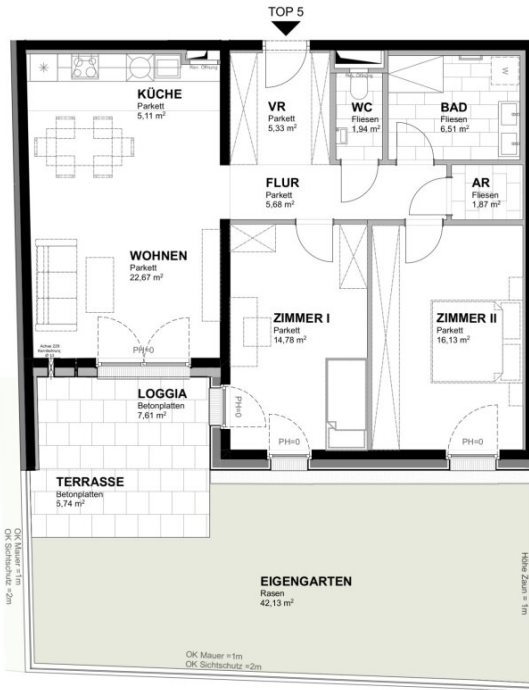 TOP 5
KÜCHE
Parkett
5,11 m²
VR
Parkett
5,33 m²
WC
Fliesen
1,94 m²
BAD
Fliesen
6,51 m²
W
FLUR
Parkett
5,68 m²
AR
Fliesen
1,87 m²
WOHNEN
Parkett
22,67 m²
ZIMMER I
Parkett
14,78 m²
ZIMMER II
Parkett
16,13 m²
PH=0
LOGGIA
Betonplatten
7,61 m²
PH=0
PH=0
PH=0
TERRASSE
Betonplatten
5,74 m²
OK Mauer =1m
OK Sichtschutz =2m
EIGENGARTEN
Rasen
42,13 m²
Höhe Zaun = 1m
OK Mauer =1m
OK Sichtschutz =2m